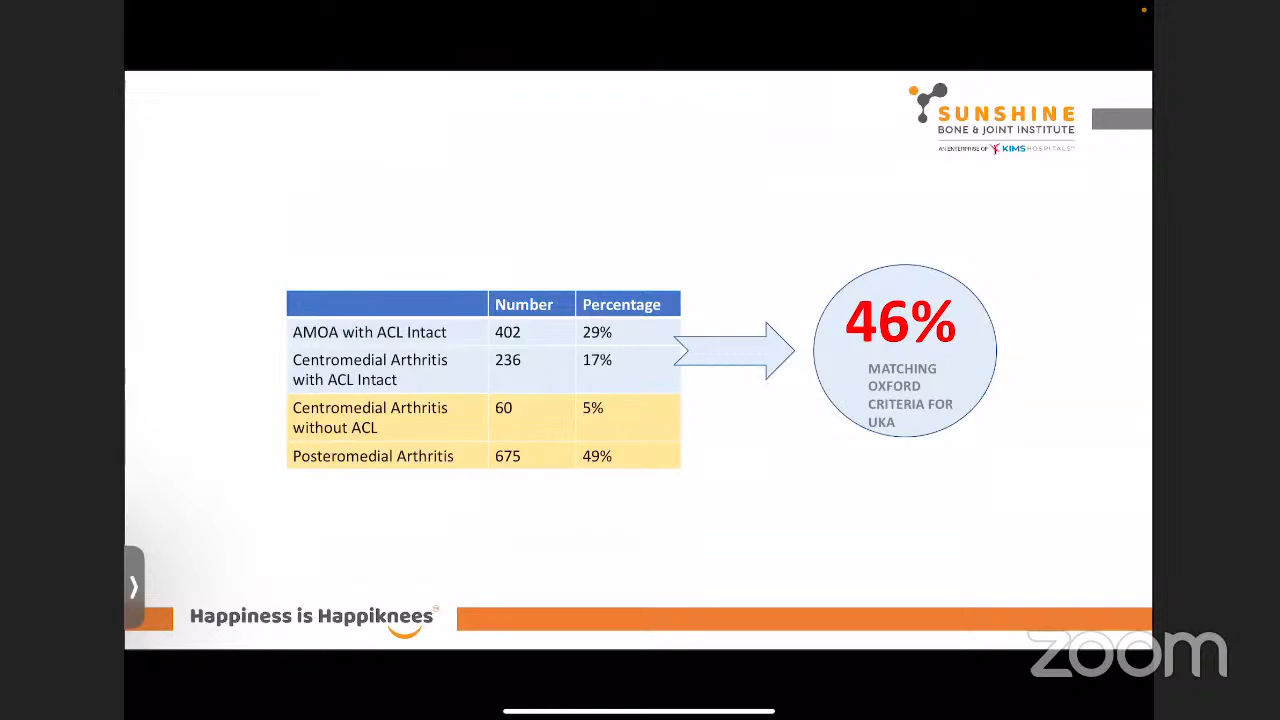 SUNSHINE
BONE & JOINT INSTITUTE
AN ENTERPRISE OF KIMS HOSPITALS
Number Percentage
AMOA with ACL Intact 402 29%
Centromedial Arthritis 236 17%
with ACL Intact
Centromedial Arthritis 60 5%
without ACL
Posteromedial Arthritis 675 49%
46%
MATCHING
OXFORD
CRITERIA FOR
UKA
Happiness is Happiknees
zoom